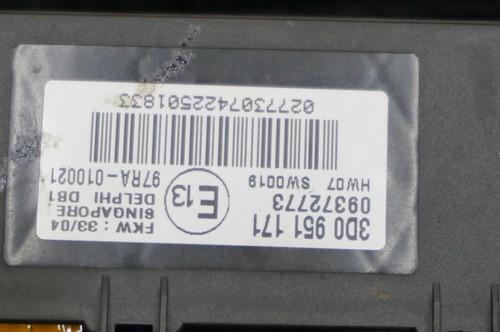 3D0 951 171
09372773
HW07 SW0019
E13
FKW : 33/04
SINGAPORE
DELPHI DB1
97RA-010021
0277307422501833